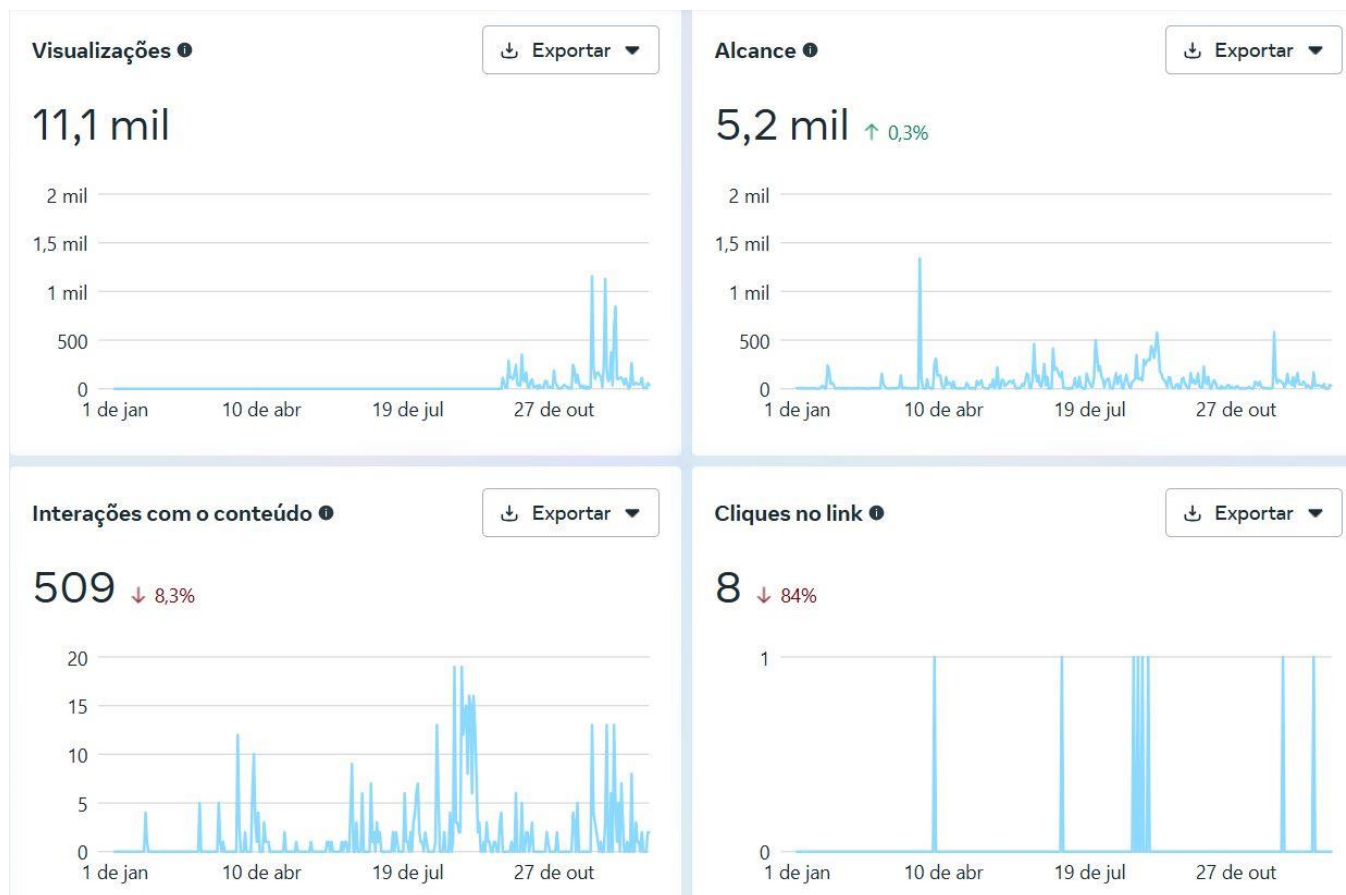 Visualizações
Exportar
11,1 mil
2 mil
1,5 mil
1 mil
500
0
1 de jan
10 de abr
19 de jul
27 de out
Alcance
Exportar
5,2 mil ↑ 0,3%
2 mil
1,5 mil
1 mil
500
0
1 de jan
10 de abr
19 de jul
27 de out
Interações com o conteúdo
Exportar
509 ↓ 8,3%
20
15
10
5
0
1 de jan
10 de abr
19 de jul
27 de out
Cliques no link
Exportar
8 ↓ 84%
1
0
1 de jan
10 de abr
19 de jul
27 de out